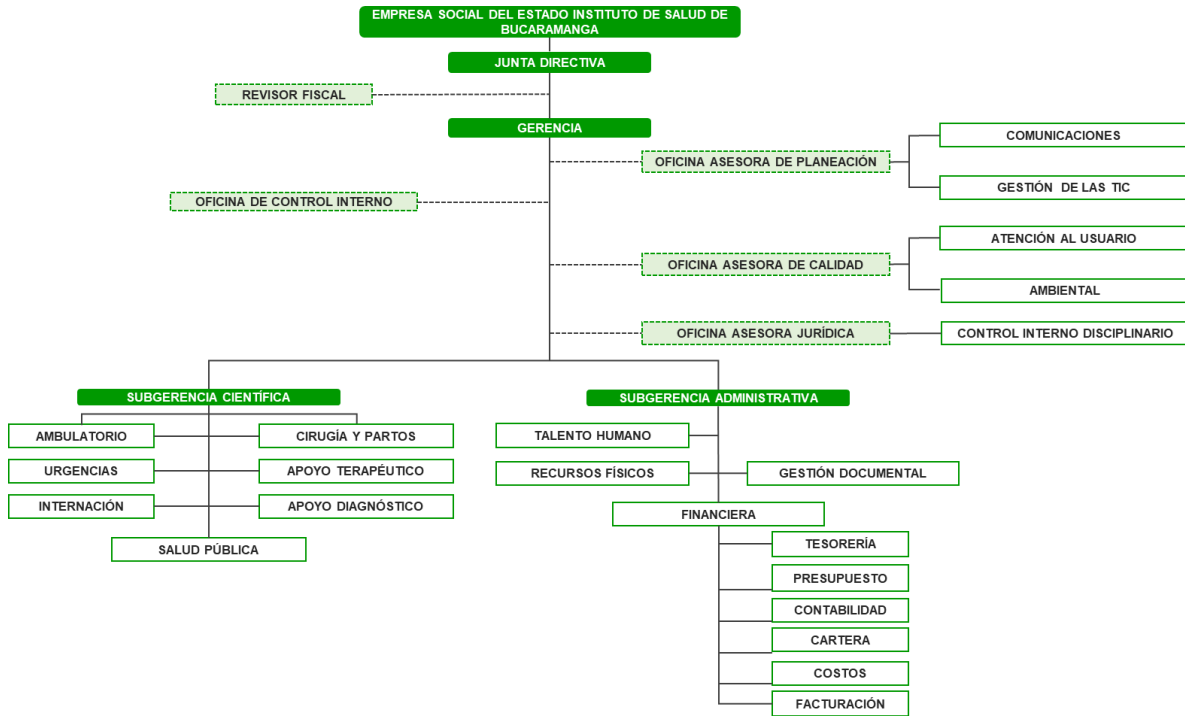 EMPRESA SOCIAL DEL ESTADO INSTITUTO DE SALUD DE
BUCARAMANGA
JUNTA DIRECTIVA
REVISOR FISCAL
GERENCIA
COMUNICACIONES
OFICINA ASESORA DE PLANEACIÓN
GESTIÓN DE LAS TIC
OFICINA DE CONTROL INTERNO
ATENCIÓN AL USUARIO
OFICINA ASESORA DE CALIDAD
AMBIENTAL
OFICINA ASESORA JURÍDICA
CONTROL INTERNO DISCIPLINARIO
SUBGERENCIA CIENTÍFICA
AMBULATORIO
CIRUGÍA Y PARTOS
URGENCIAS
APOYO TERAPÉUTICO
INTERNACIÓN
APOYO DIAGNÓSTICO
SALUD PÚBLICA
SUBGERENCIA ADMINISTRATIVA
TALENTO HUMANO
RECURSOS FÍSICOS
GESTIÓN DOCUMENTAL
FINANCIERA
TESORERÍA
PRESUPUESTO
CONTABILIDAD
CARTERA
COSTOS
FACTURACIÓN